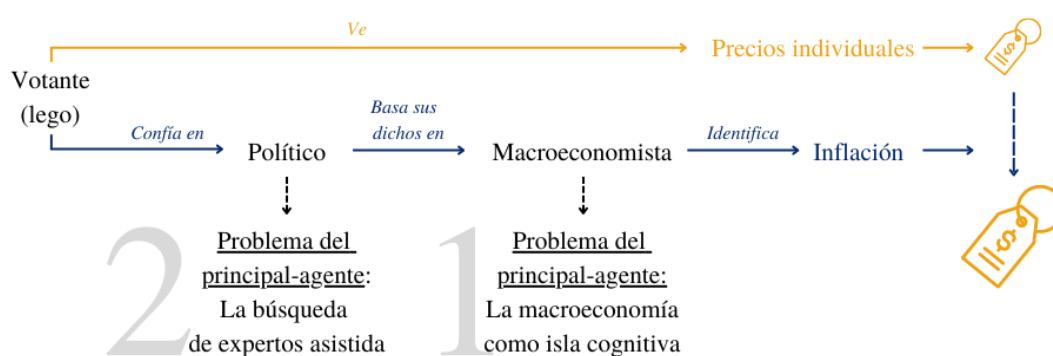 Ve
Precios individuales
Votante
(lego)
Confía en
Político
Basa sus
dichos en
Macroeconomista
Identifica
Inflación
2
Problema del
principal-agente:
La búsqueda
de expertos asistida
1
Problema del
principal-agente:
La macroeconomía
como isla cognitiva
$
$